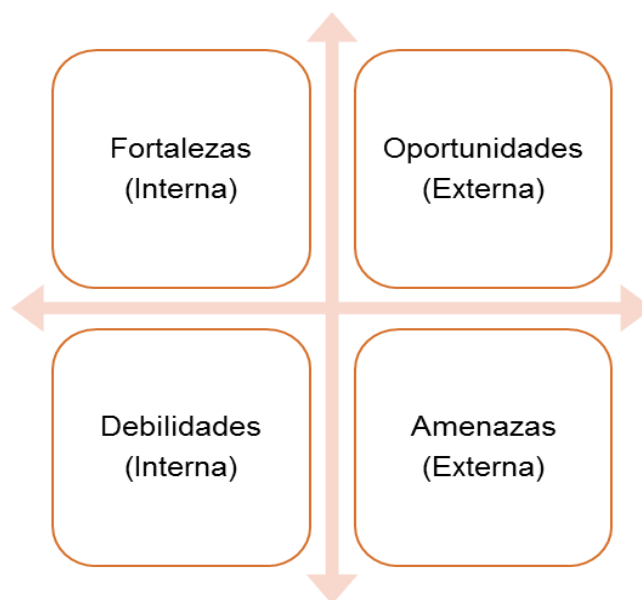 Fortalezas
(Interna)
Oportunidades
(Externa)
Debilidades
(Interna)
Amenazas
(Externa)